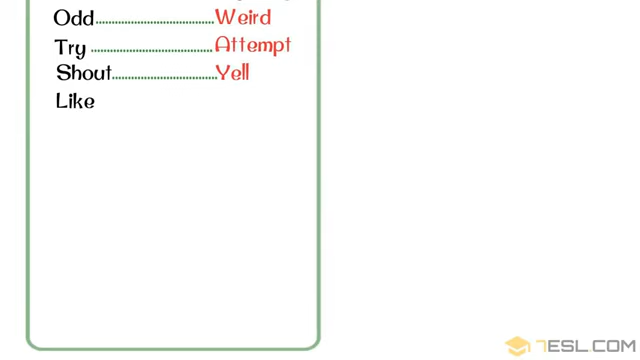 Odd......................................Weird
Try .......................................Attempt
Shout..................................Yell
Like
7ESL.COM